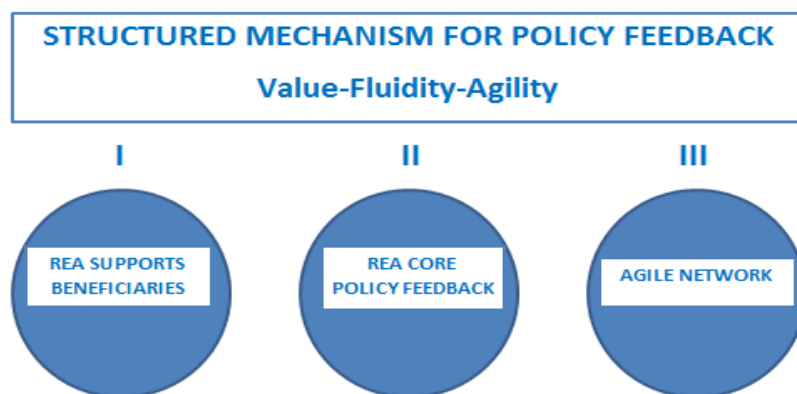 STRUCTURED MECHANISM FOR POLICY FEEDBACK
Value-Fluidity-Agility
I
II
III
REA SUPPORTS
BENEFICIARIES
REA CORE
POLICY FEEDBACK
AGILE NETWORK